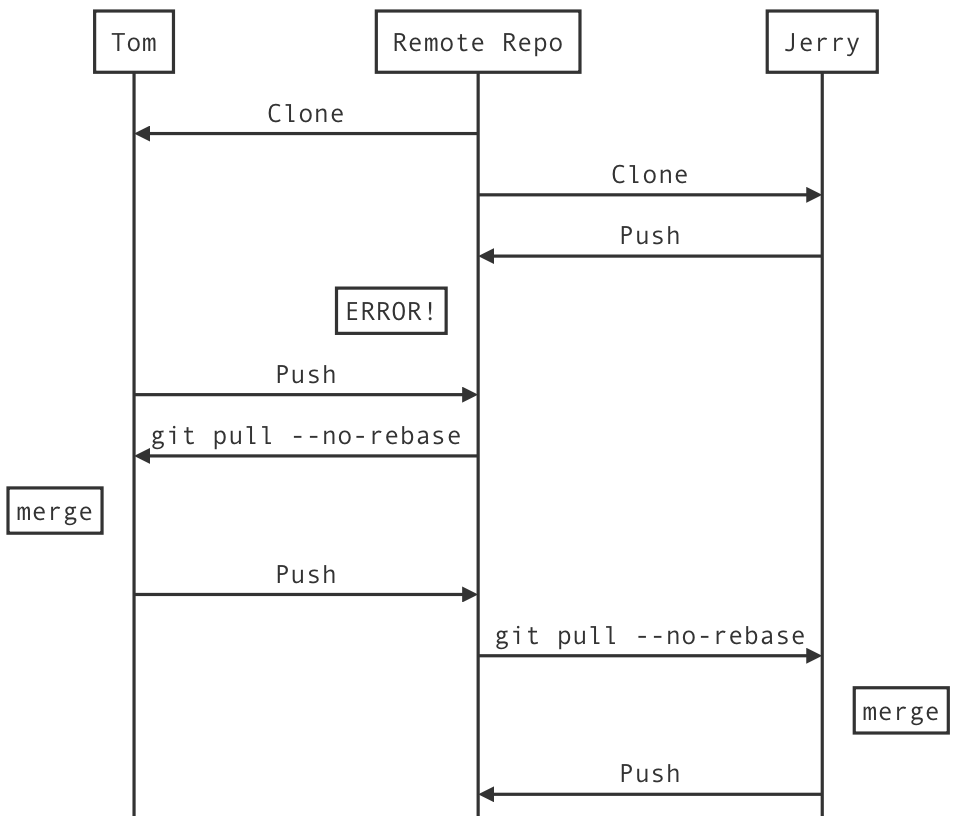 Tom
Remote Repo
Jerry
Clone
Clone
Push
ERROR!
Push
git pull --no-rebase
merge
Push
git pull --no-rebase
merge
Push